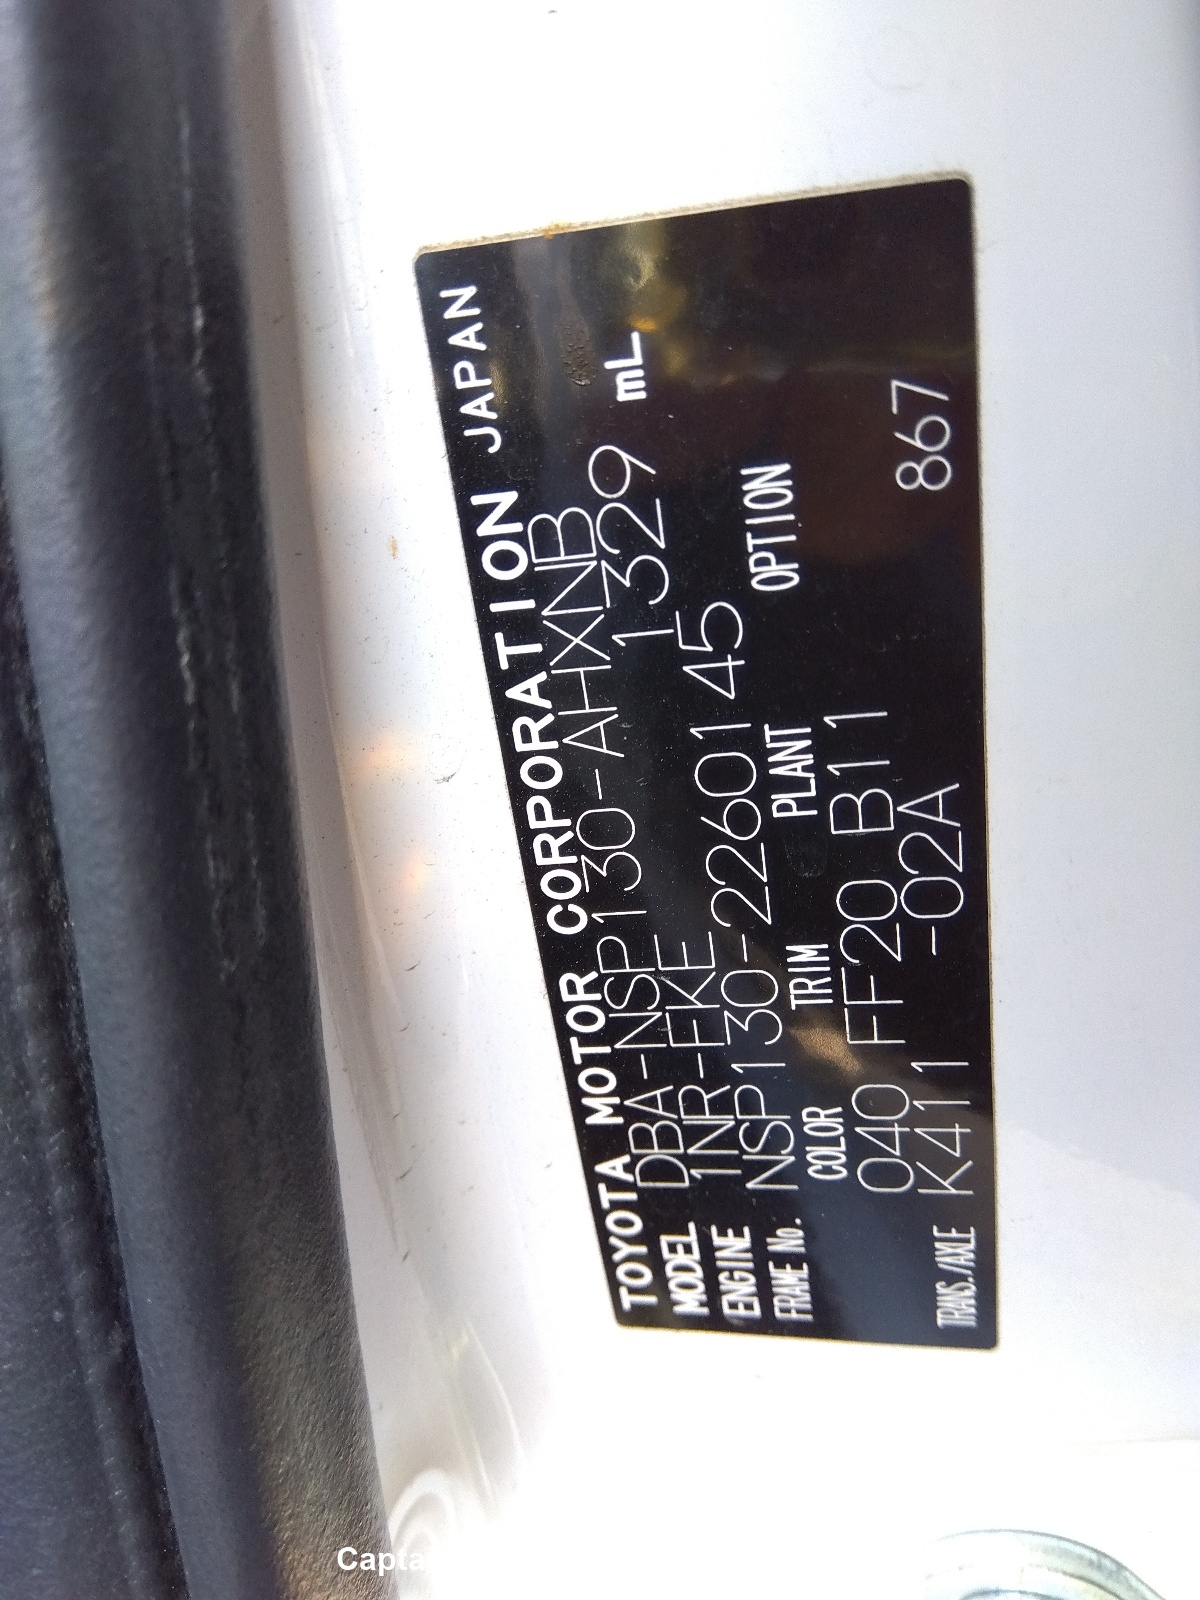 TOYOTA MOTOR CORPORATION JAPAN
MODEL DBA-NSP130-AHXNB
ENGINE 1NR-FKE 1329 mL
FRAME No. NSP130-2260145
COLOR TRIM PLANT OPTION
040 FF20 B11
TRANS./AXLE K411 -02A 867
Capta